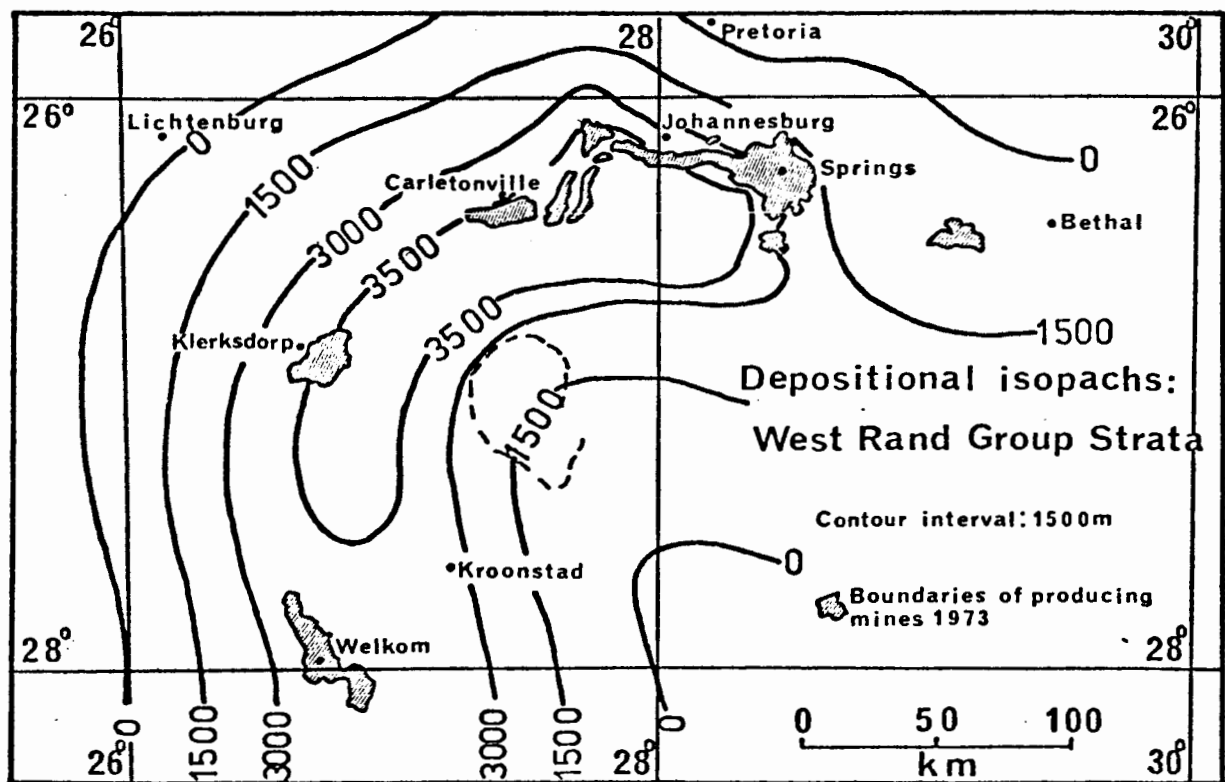 26°
28
Pretoria
30°
26°
26°
Lichtenburg
0
Johannesburg
0
1500
Springs
Carletonville
Bethal
3000
3500
3500
1500
Klerksdorp
Depositional isopachs:
1500
West Rand Group Strata
Contour interval: 1500m
0
Kroonstad
Boundaries of producing
mines 1973
28°
Welkom
28°
0
1500
3000
3000
1500
0
0 50 100
km
26°
28°
30°